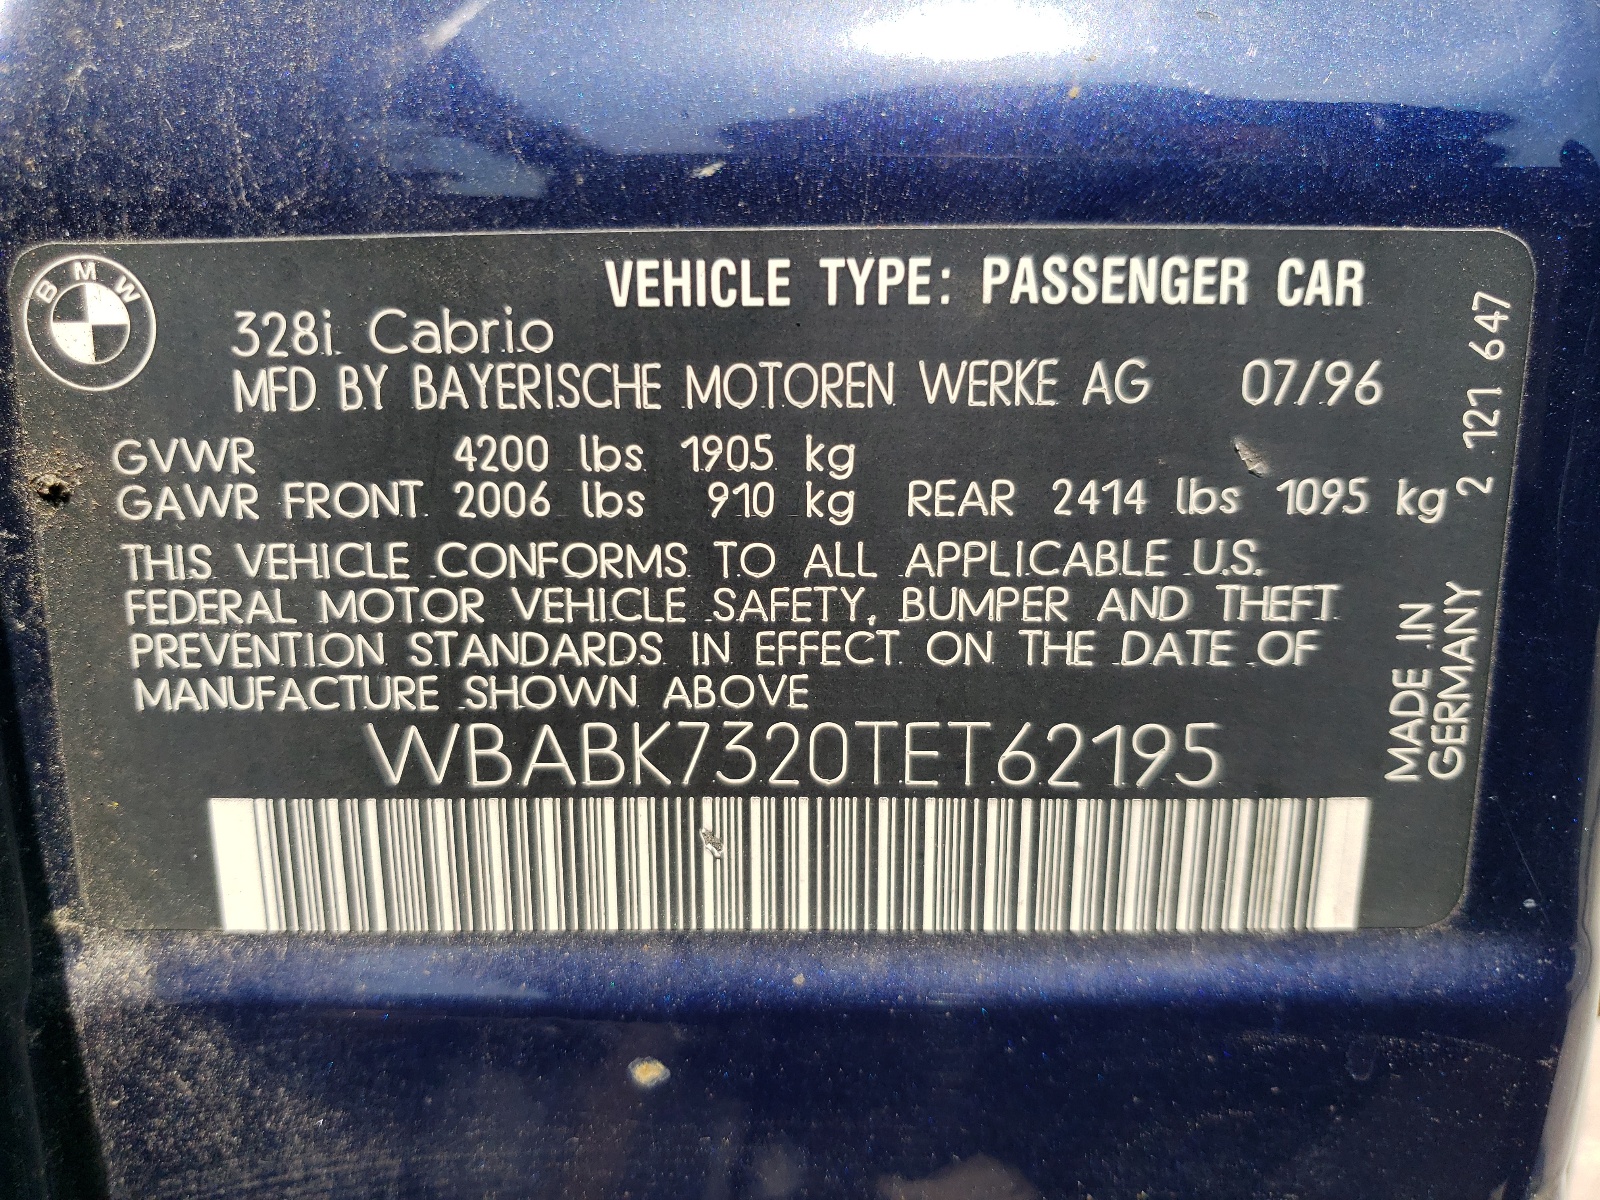 BMW
VEHICLE TYPE: PASSENGER CAR
328i Cabrio
MFD BY BAYERISCHE MOTOREN WERKE AG 07/96
GVWR 4200 lbs 1905 kg
GAWR FRONT 2006 lbs 910 kg REAR 2414 lbs 1095 kg
THIS VEHICLE CONFORMS TO ALL APPLICABLE U.S.
FEDERAL MOTOR VEHICLE SAFETY, BUMPER AND THEFT
PREVENTION STANDARDS IN EFFECT ON THE DATE OF
MANUFACTURE SHOWN ABOVE
WBABK7320TET62195
MADE IN
GERMANY
2 121 647